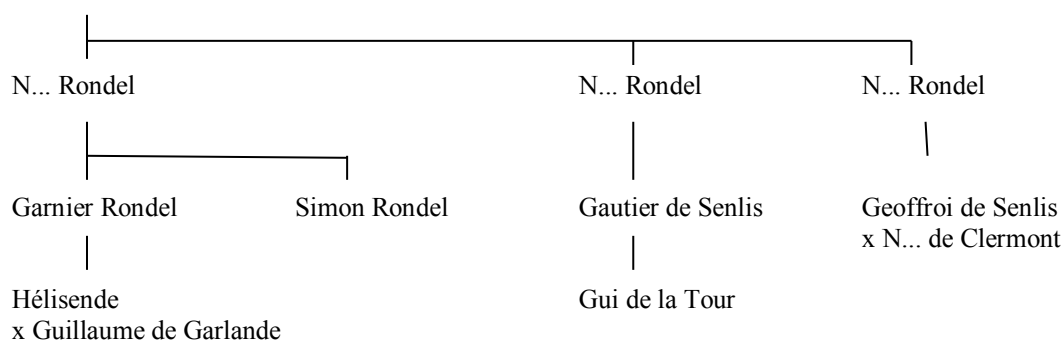 N... Rondel N... Rondel N... Rondel
Garnier Rondel Simon Rondel Gautier de Senlis Geoffroi de Senlis
x N... de Clermont
Hélisende Gui de la Tour
x Guillaume de Garlande